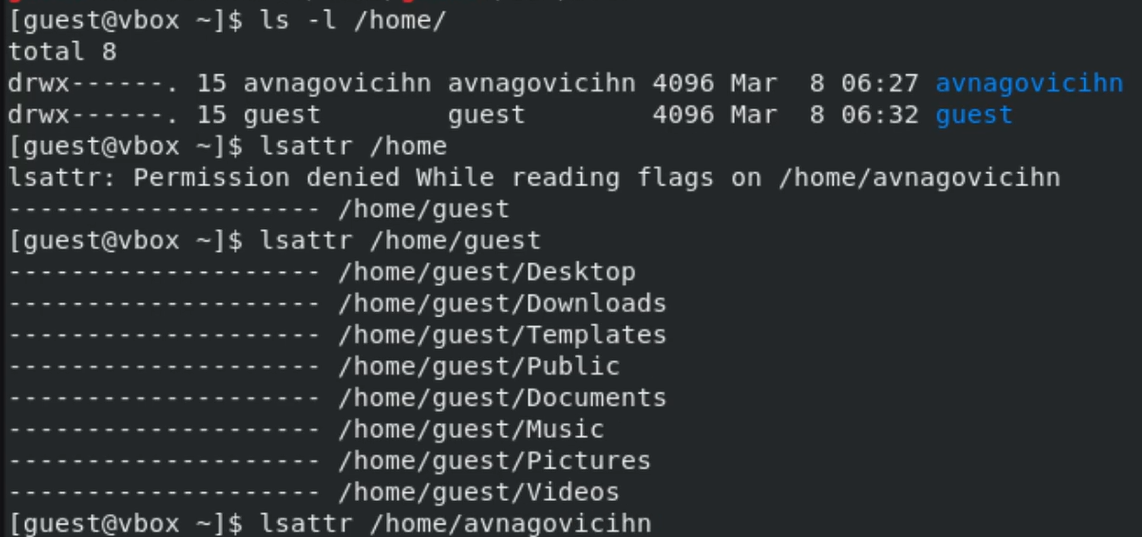 [guest@vbox ~]$ ls -l /home/
total 8
drwx------. 15 avnagovicihn avnagovicihn 4096 Mar  8 06:27 avnagovicihn
drwx------. 15 guest        guest        4096 Mar  8 06:32 guest
[guest@vbox ~]$ lsattr /home
lsattr: Permission denied While reading flags on /home/avnagovicihn
-------------------- /home/guest
[guest@vbox ~]$ lsattr /home/guest
-------------------- /home/guest/Desktop
-------------------- /home/guest/Downloads
-------------------- /home/guest/Templates
-------------------- /home/guest/Public
-------------------- /home/guest/Documents
-------------------- /home/guest/Music
-------------------- /home/guest/Pictures
-------------------- /home/guest/Videos
[guest@vbox ~]$ lsattr /home/avnagovicihn